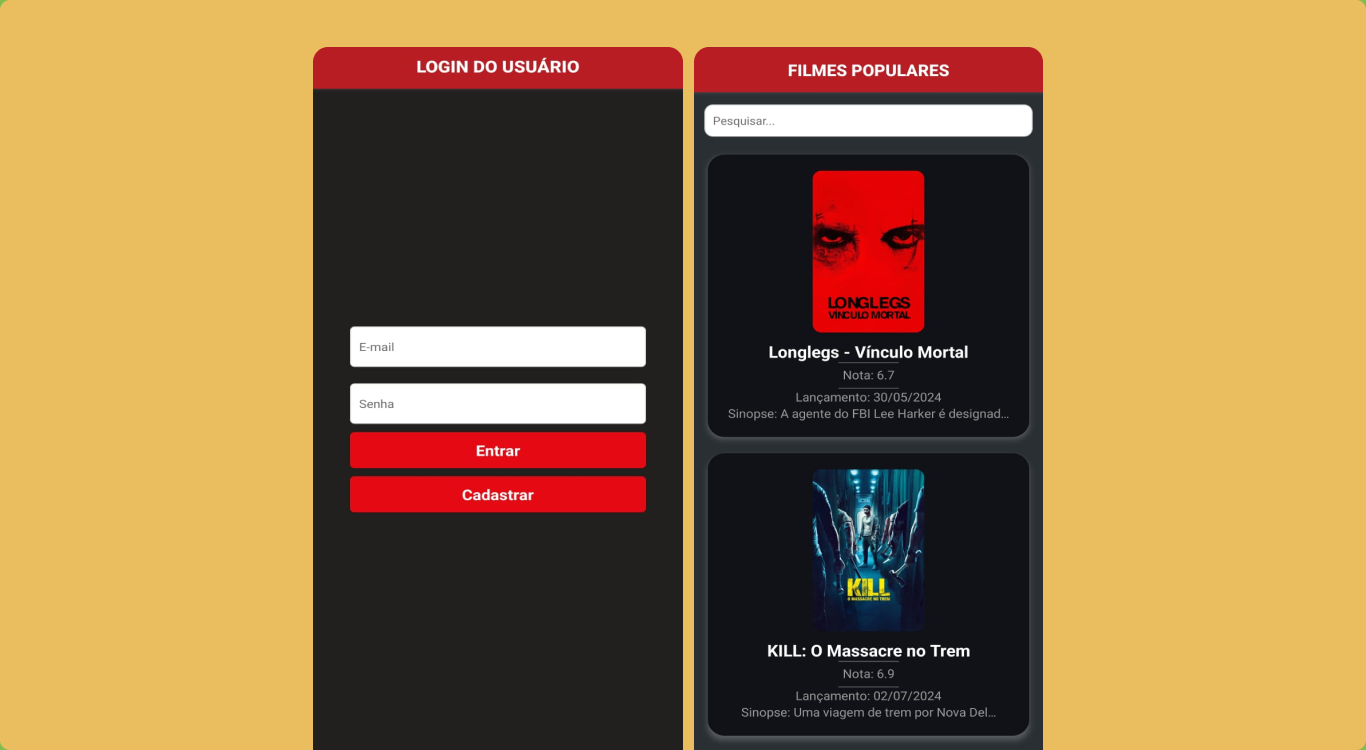 LOGIN DO USUÁRIO
E-mail
Senha
Entrar
Cadastrar
FILMES POPULARES
Pesquisar...
LONGLEGS
VÍNCULO MORTAL
Longlegs - Vínculo Mortal
Nota: 6.7
Lançamento: 30/05/2024
Sinopse: A agente do FBI Lee Harker é designad...
KILL
O MASSACRE NO TREM
KILL: O Massacre no Trem
Nota: 6.9
Lançamento: 02/07/2024
Sinopse: Uma viagem de trem por Nova Del...